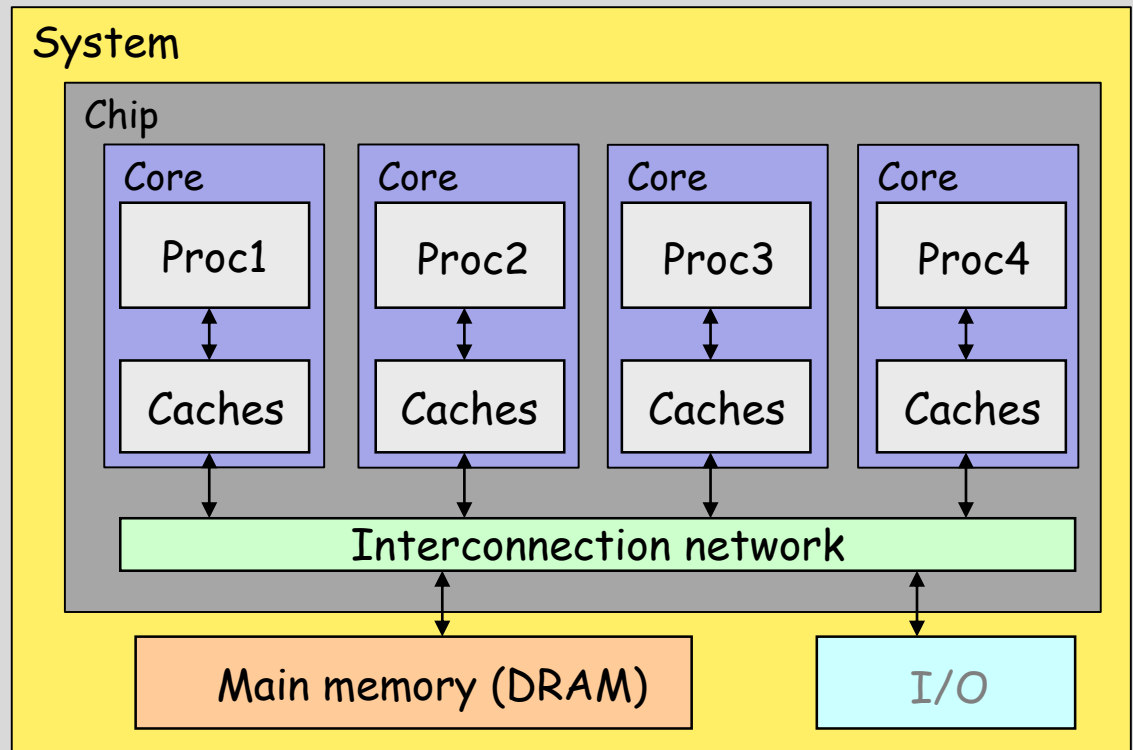 System
Chip
Core Core Core Core
Proc1 Proc2 Proc3 Proc4
Caches Caches Caches Caches
Interconnection network
Main memory (DRAM) I/O